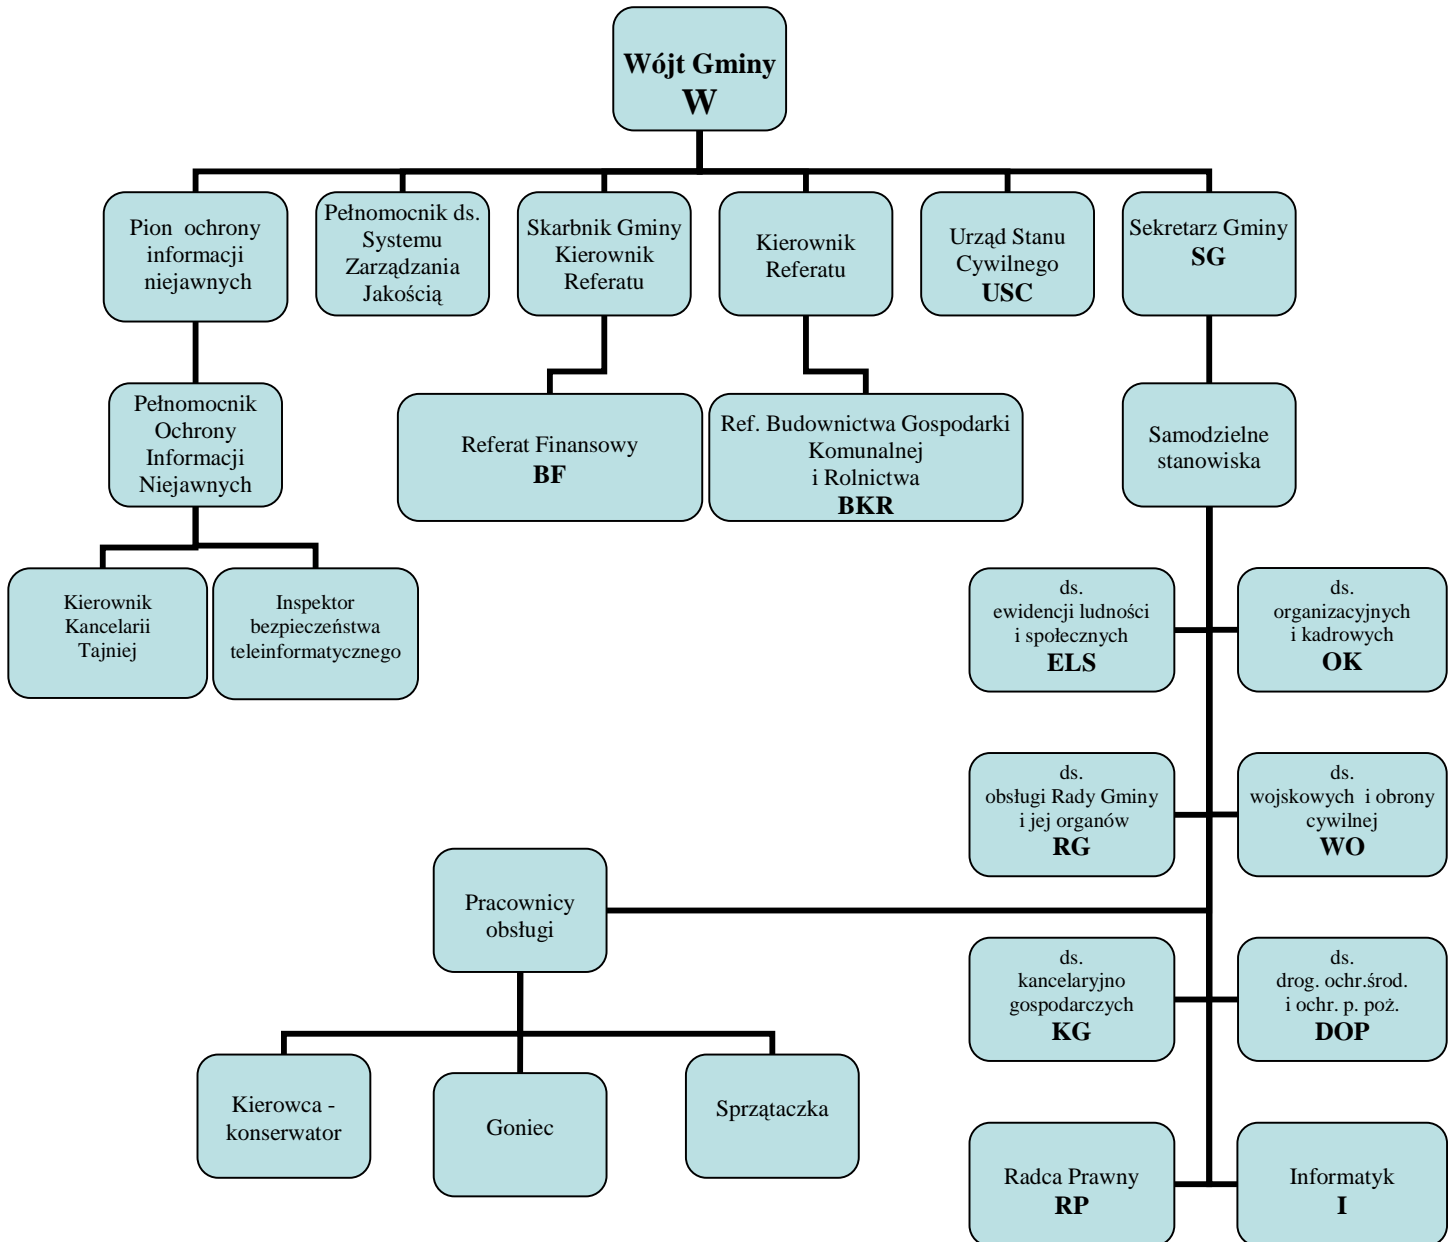 Wójt Gminy
W
Pion ochrony
informacji
niejawnych
Pełnomocnik ds.
Systemu
Zarządzania
Jakością
Skarbnik Gminy
Kierownik
Referatu
Kierownik
Referatu
Urząd Stanu
Cywilnego
USC
Sekretarz Gminy
SG
Pełnomocnik
Ochrony
Informacji
Niejawnych
Referat Finansowy
BF
Ref. Budownictwa Gospodarki
Komunalnej
i Rolnictwa
BKR
Samodzielne
stanowiska
Kierownik
Kancelarii
Tajniej
Inspektor
bezpieczeństwa
teleinformatycznego
ds.
ewidencji ludności
i społecznych
ELS
ds.
organizacyjnych
i kadrowych
OK
ds.
obsługi Rady Gminy
i jej organów
RG
ds.
wojskowych i obrony
cywilnej
WO
Pracownicy
obsługi
ds.
kancelaryjno
gospodarczych
KG
ds.
drog. ochr.środ.
i ochr. p. poż.
DOP
Kierowca -
konserwator
Goniec
Sprzątaczka
Radca Prawny
RP
Informatyk
I